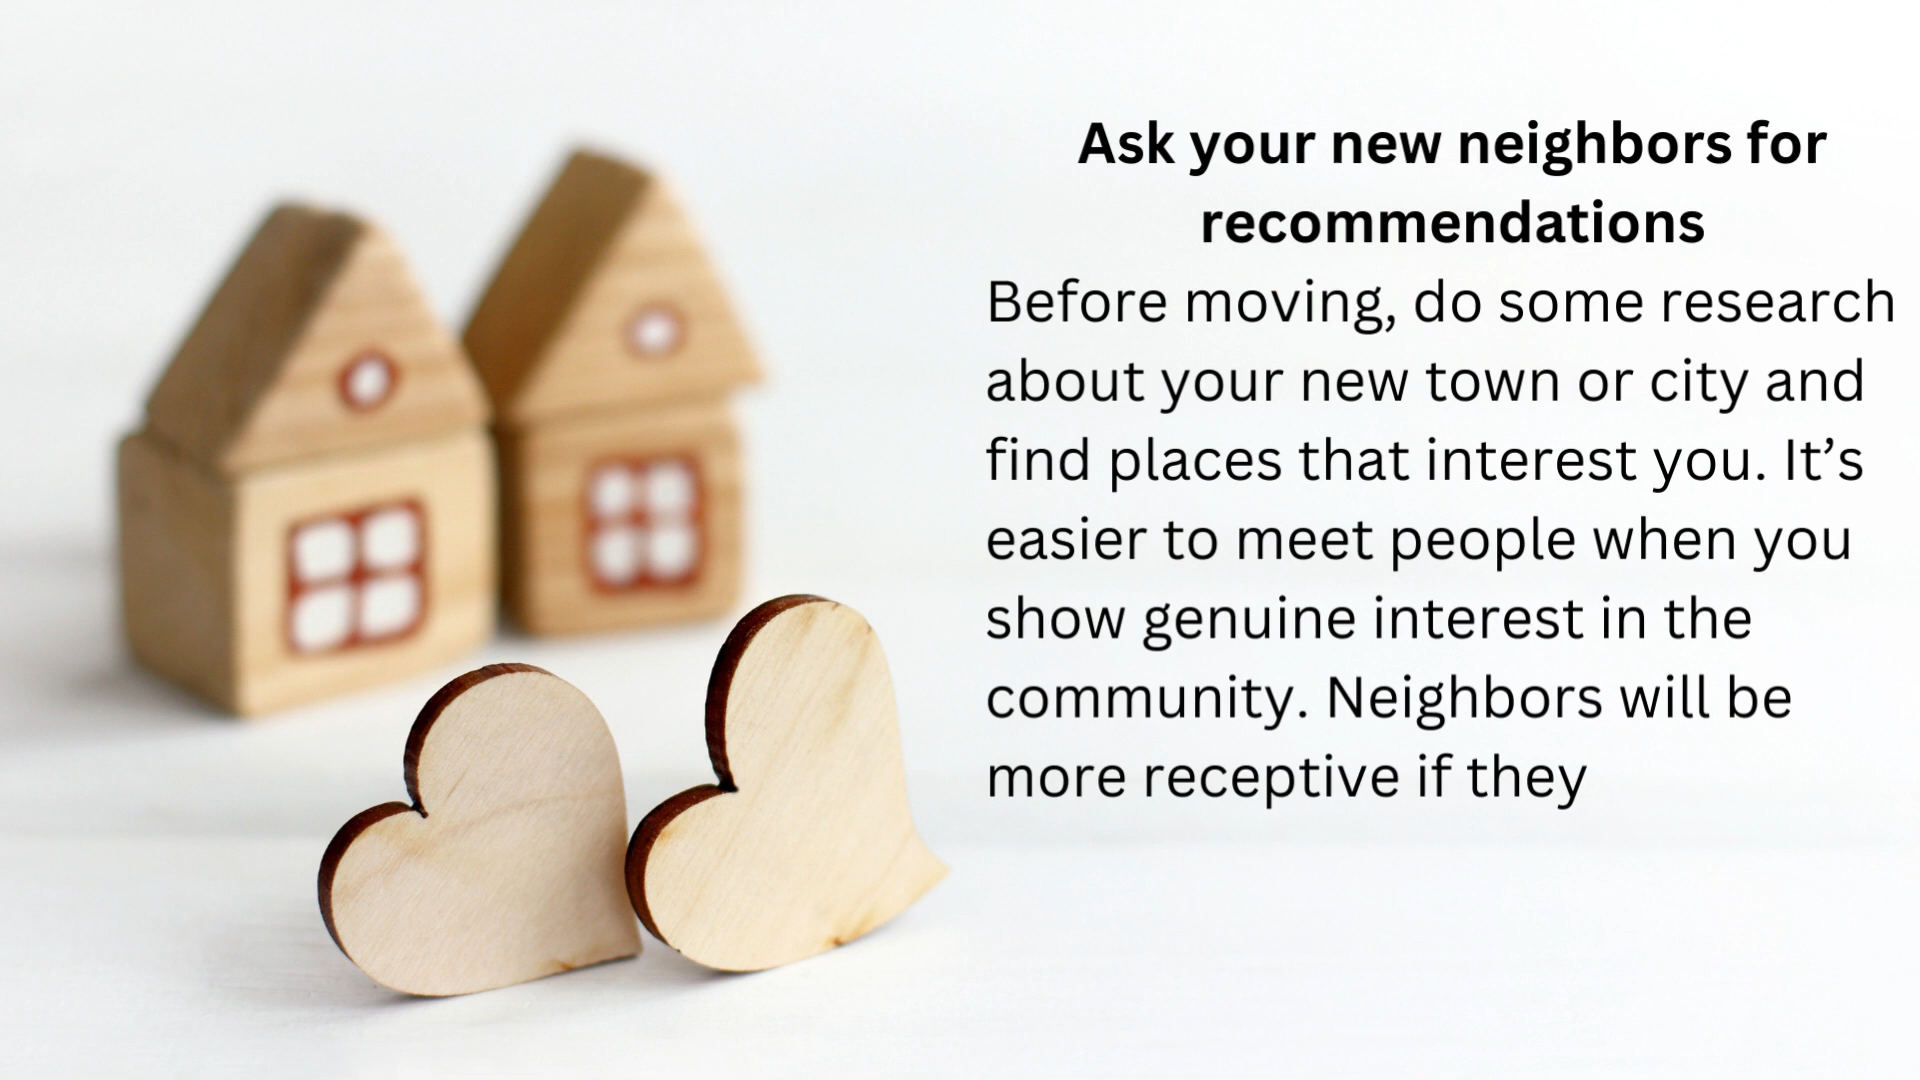 Ask your new neighbors for
recommendations
Before moving, do some research
about your new town or city and
find places that interest you. It’s
easier to meet people when you
show genuine interest in the
community. Neighbors will be
more receptive if they